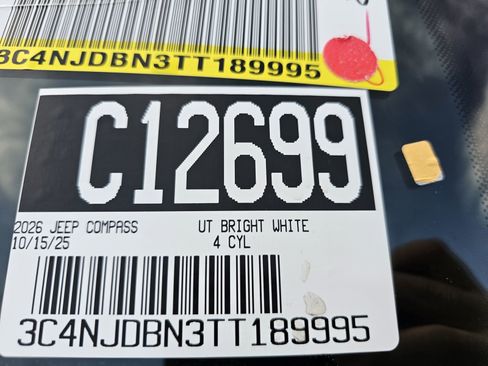 3C4NJDBN3TT189995
C12699
2026 JEEP COMPASS UT BRIGHT WHITE
10/15/25 4 CYL
3C4NJDBN3TT189995